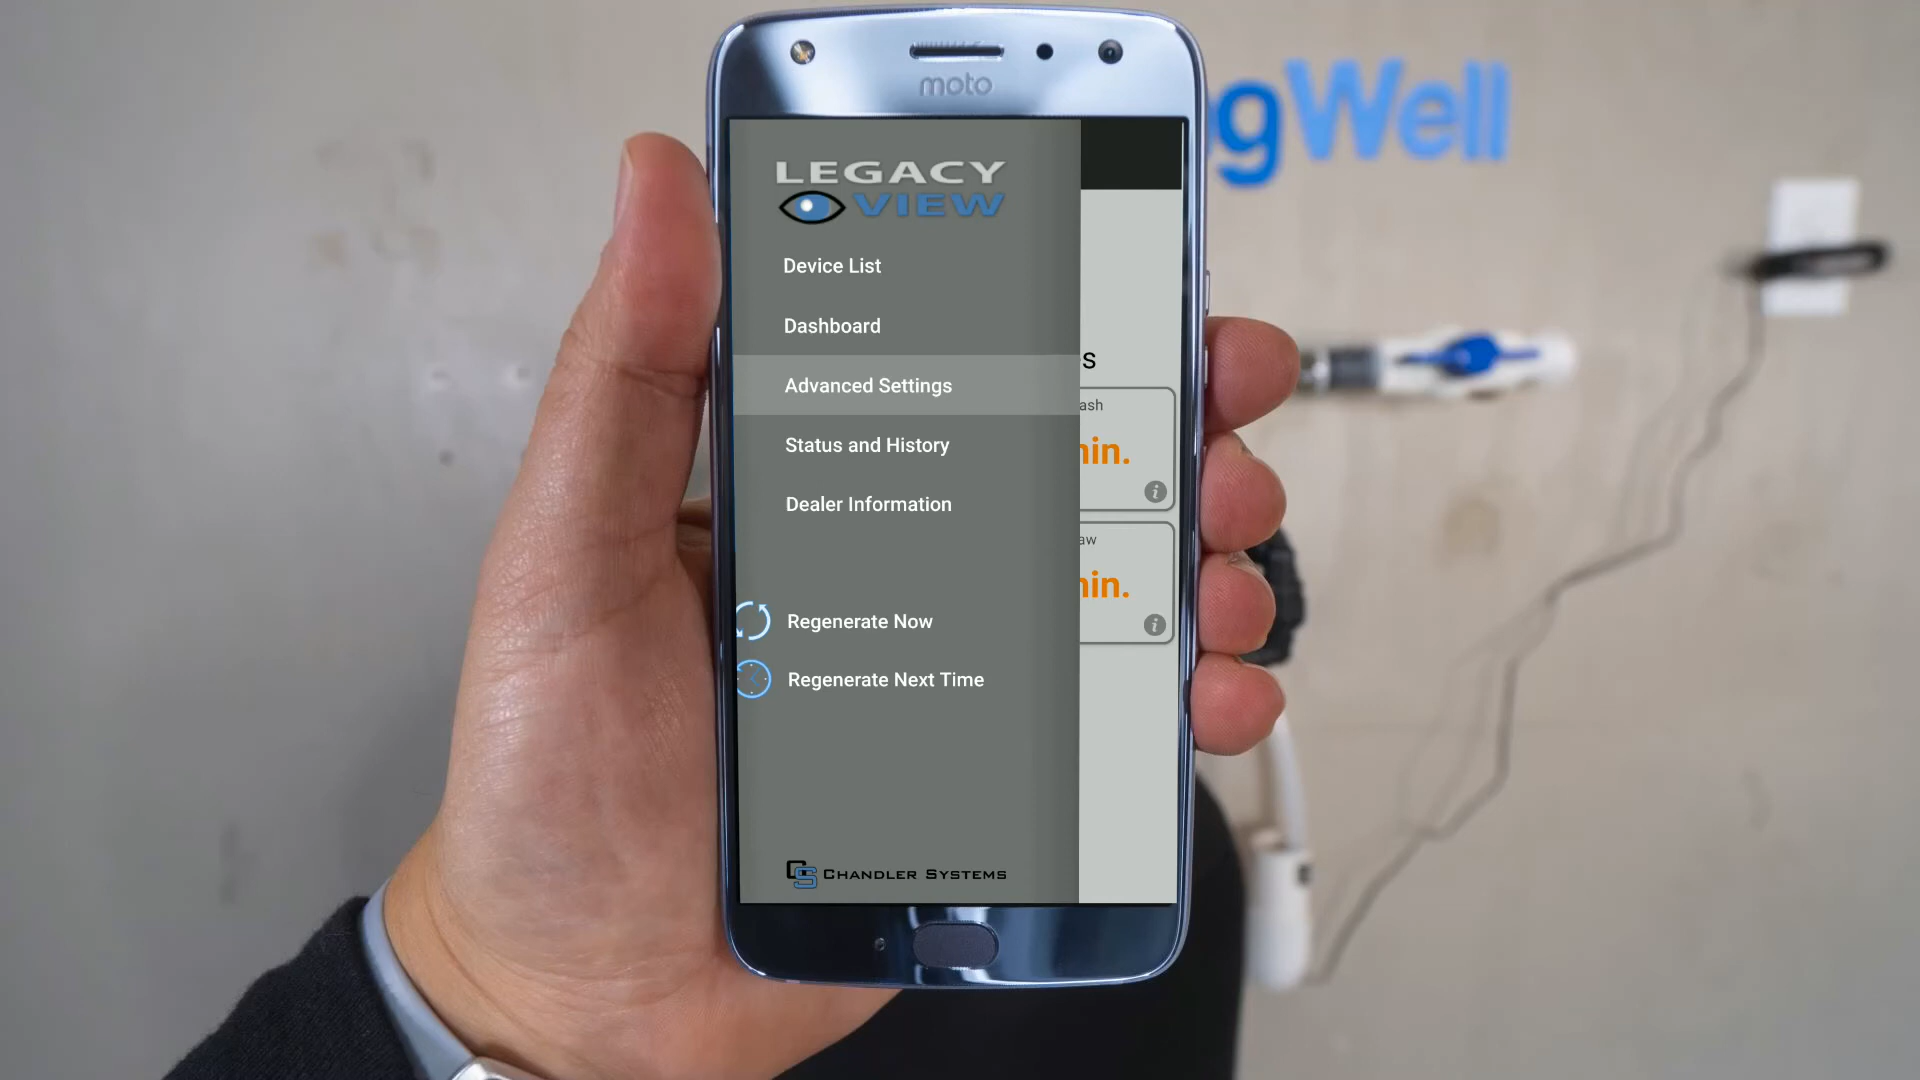 moto
gWell
LEGACY
VIEW
Device List
Dashboard
Advanced Settings
Status and History
Dealer Information
Regenerate Now
Regenerate Next Time
CS CHANDLER SYSTEMS
s
ash
in.
aw
in.